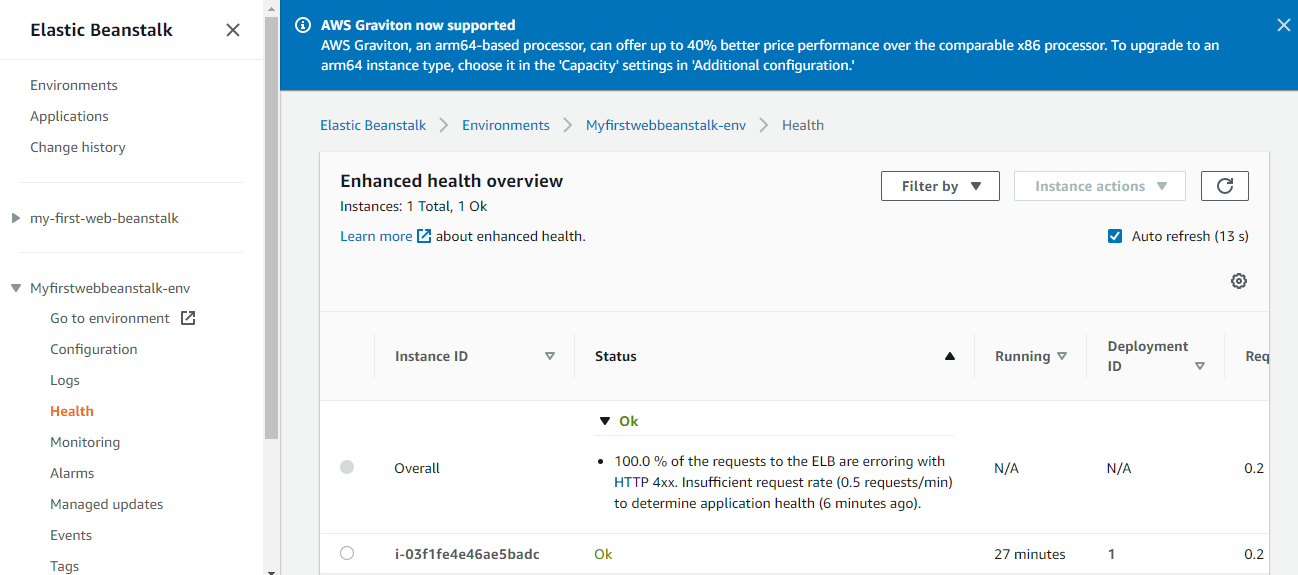 Elastic Beanstalk
Environments
Applications
Change history
my-first-web-beanstalk
Myfirstwebbeanstalk-env
Go to environment
Configuration
Logs
Health
Monitoring
Alarms
Managed updates
Events
Tags
AWS Graviton now supported
AWS Graviton, an arm64-based processor, can offer up to 40% better price performance over the comparable x86 processor. To upgrade to an
arm64 instance type, choose it in the 'Capacity' settings in 'Additional configuration.'
Elastic Beanstalk Environments Myfirstwebbeanstalk-env Health
Enhanced health overview
Instances: 1 Total, 1 Ok
Learn more about enhanced health.
Filter by Instance actions
Auto refresh (13 s)
Instance ID Status Running Deployment ID Req
Ok
Overall
100.0 % of the requests to the ELB are erroring with
HTTP 4xx. Insufficient request rate (0.5 requests/min)
to determine application health (6 minutes ago).
N/A N/A 0.2
i-03f1fe4e46ae5badc Ok 27 minutes 1 0.2